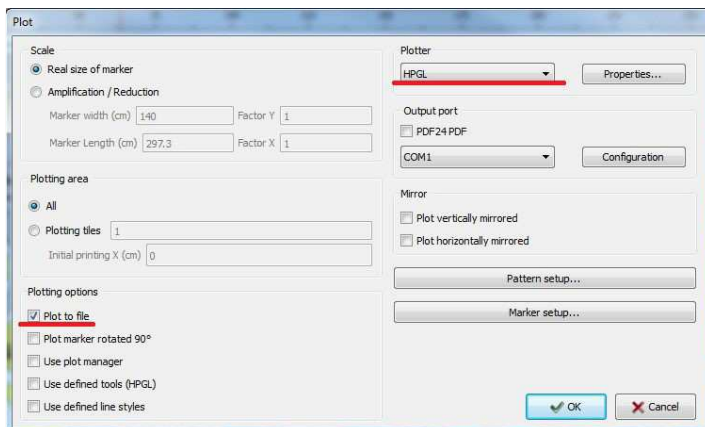 Plot
Scale
Real size of marker
Amplification / Reduction
Marker width (cm) 140 Factor Y 1
Marker Length (cm) 297.3 Factor X 1
Plotting area
All
Plotting tiles 1
Initial printing X (cm) 0
Plotting options
Plot to file
Plot marker rotated 90°
Use plot manager
Use defined tools (HPGL)
Use defined line styles
Plotter
HPGL Properties...
Output port
PDF24 PDF
COM1 Configuration
Mirror
Plot vertically mirrored
Plot horizontally mirrored
Pattern setup...
Marker setup...
OK Cancel